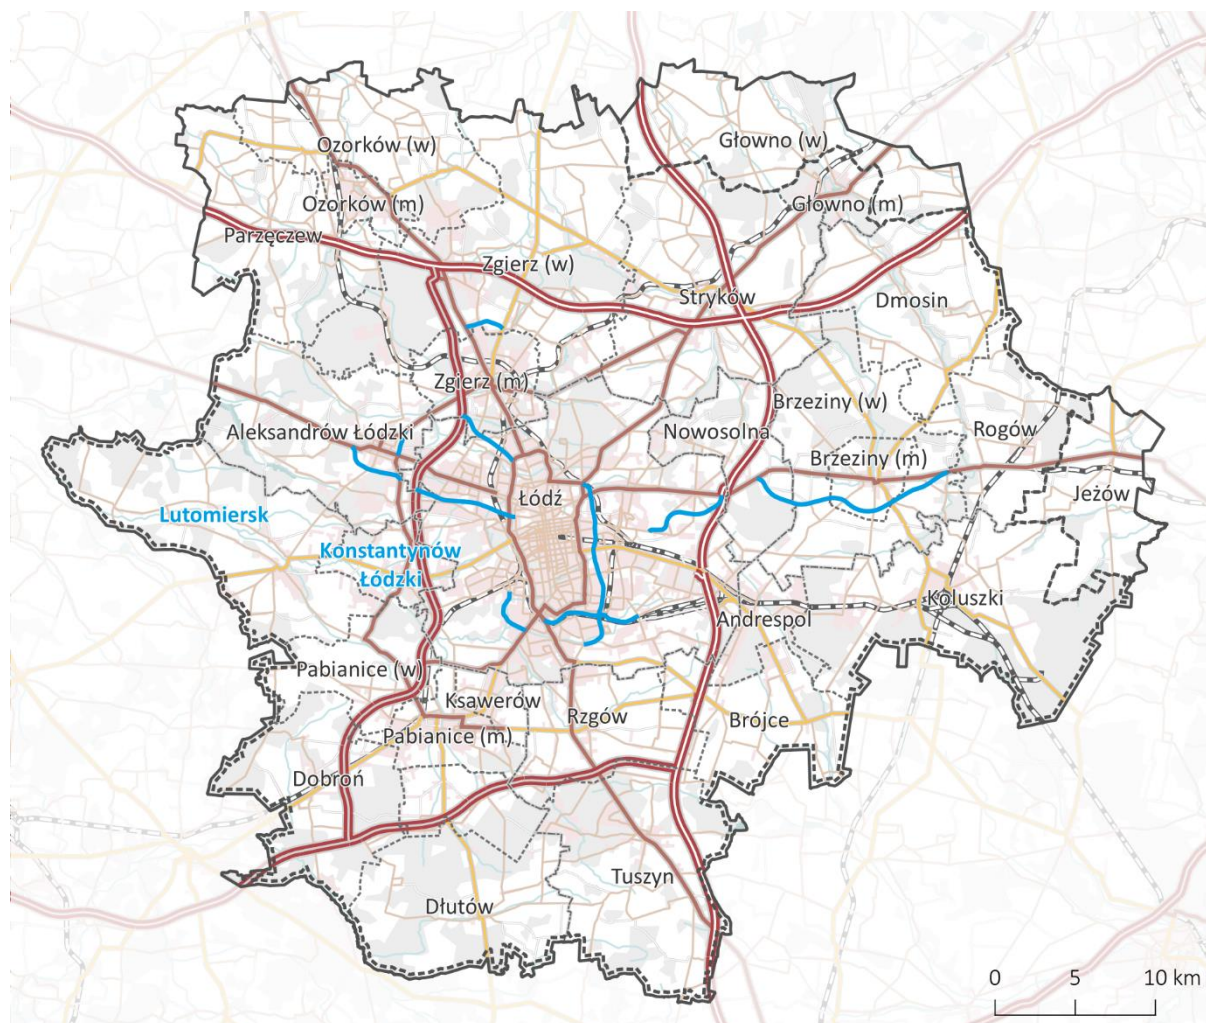 Głowno (w)
Ozorków (w)
Ozorków (m)
Głowno (m)
Parzęczew
Zgierz (w)
Stryków
Dmosin
Zgierz (m)
Brzeziny (w)
Aleksandrów Łódzki
Nowosolna
Rogów
Brzeziny (m)
Łódź
Jeżów
Lutomiersk
Konstantynów
Łódzki
Koluszki
Andrespol
Pabianice (w)
Ksawerów
Rzgów
Brójce
Pabianice (m)
Dobroń
Tuszyn
Dłutów
0 5 10 km